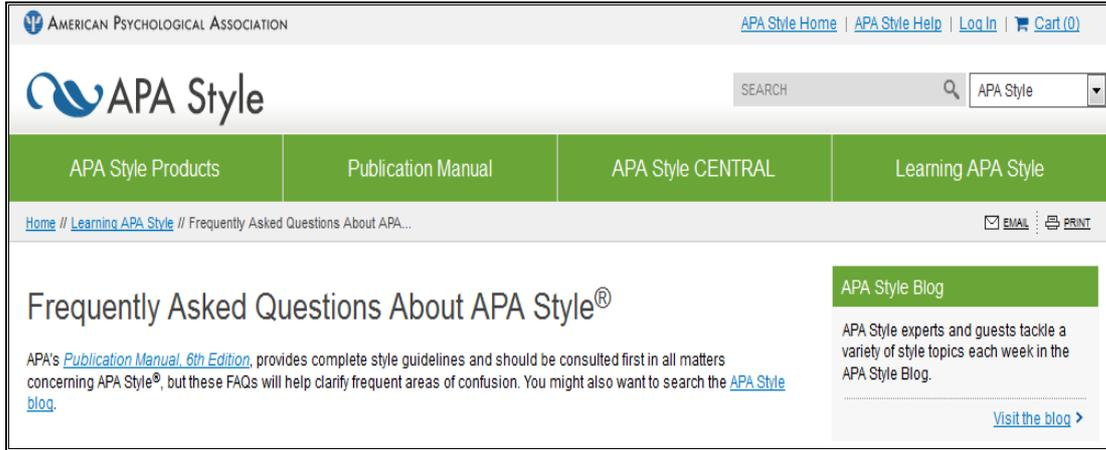 AMERICAN PSYCHOLOGICAL ASSOCIATION
APA Style Home | APA Style Help | Log In | Cart (0)
APA Style
SEARCH
APA Style
APA Style Products
Publication Manual
APA Style CENTRAL
Learning APA Style
Home // Learning APA Style // Frequently Asked Questions About APA...
EMAIL
PRINT
Frequently Asked Questions About APA Style®
APA's Publication Manual, 6th Edition, provides complete style guidelines and should be consulted first in all matters
concerning APA Style®, but these FAQs will help clarify frequent areas of confusion. You might also want to search the APA Style
blog.
APA Style Blog
APA Style experts and guests tackle a
variety of style topics each week in the
APA Style Blog.
Visit the blog >